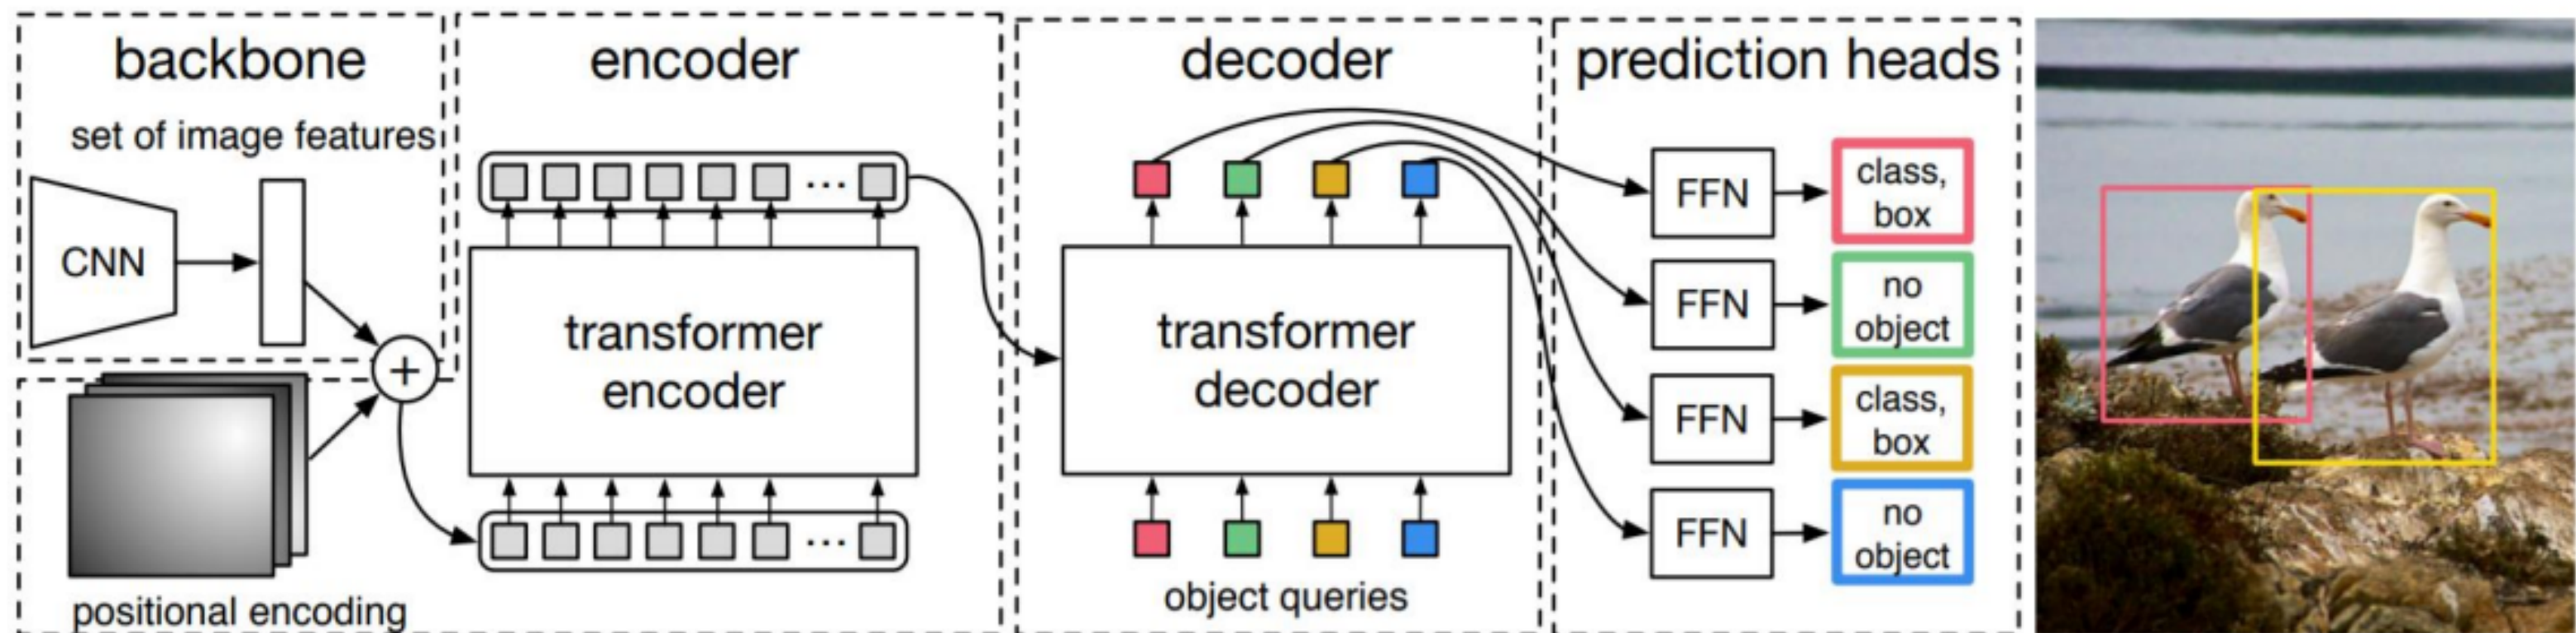 backbone
set of image features
CNN
+
positional encoding
encoder
...
transformer
encoder
...
decoder
transformer
decoder
object queries
prediction heads
FFN
class,
box
FFN
no
object
FFN
class,
box
FFN
no
object